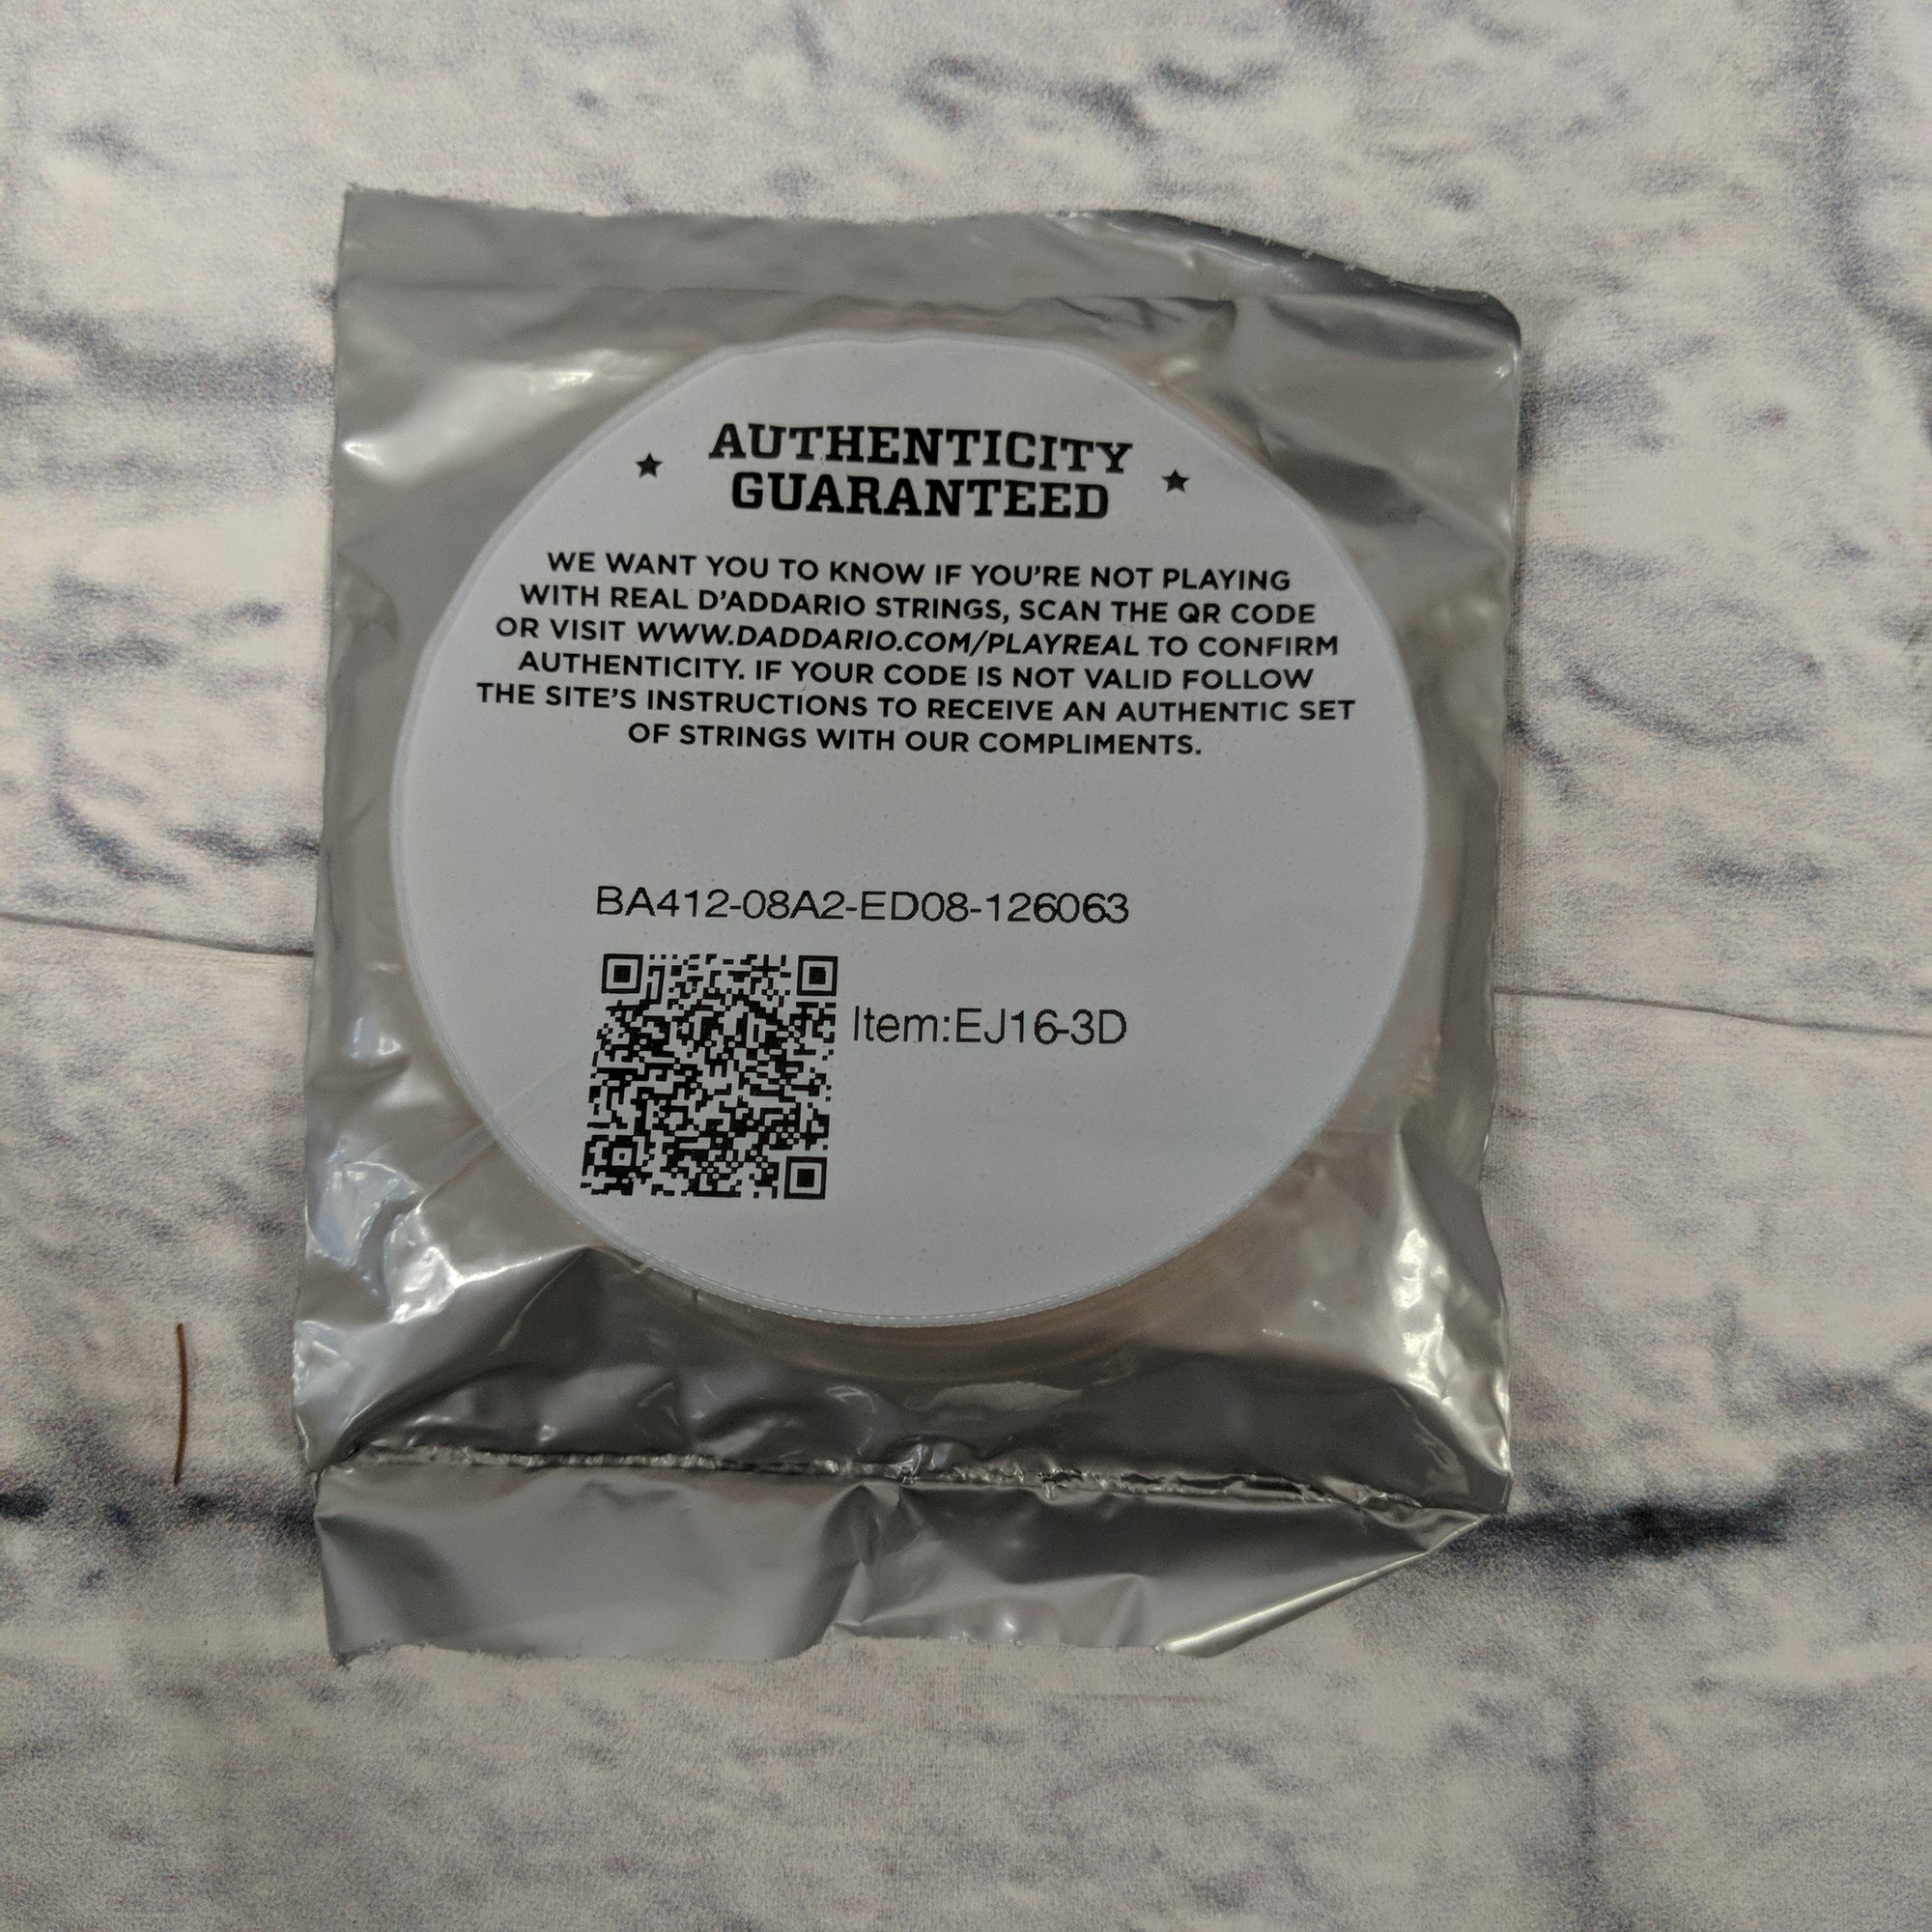 AUTHENTICITY
GUARANTEED
WE WANT YOU TO KNOW IF YOU'RE NOT PLAYING
WITH REAL D'ADDARIO STRINGS, SCAN THE QR CODE
OR VISIT WWW.DADDARIO.COM/PLAYREAL TO CONFIRM
AUTHENTICITY. IF YOUR CODE IS NOT VALID FOLLOW
THE SITE'S INSTRUCTIONS TO RECEIVE AN AUTHENTIC SET
OF STRINGS WITH OUR COMPLIMENTS.
BA412-08A2-ED08-126063
Item:EJ16-3D